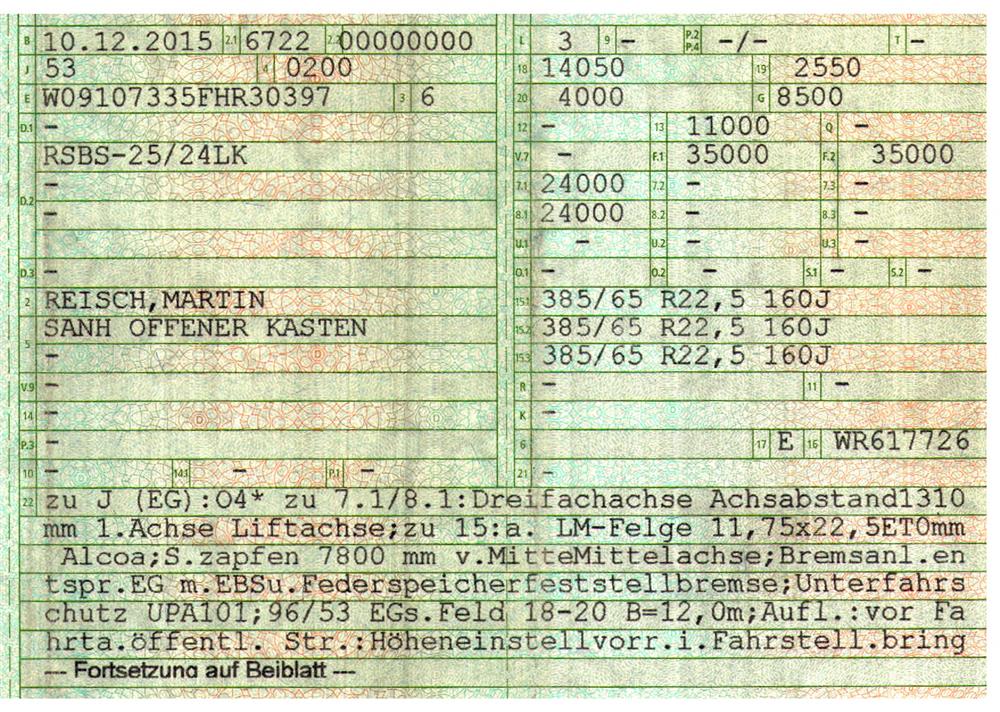 B 10.12.2015 2.1 6722 2.2 00000000
J 53 4 0200
E W09107335FHR30397 3 6
D.1 -
RSBS-25/24LK
D.2 -
-
D.3 -
2 REISCH,MARTIN
SANH OFFENER KASTEN
5 -
V.9 -
14 -
P.3 -
10 - 14.1 - P.1 -
L 3 9 - P.2 P.4 -/- T -
18 14050 19 2550
20 4000 G 8500
12 - 13 11000 Q -
V.7 - F.1 35000 F.2 35000
7.1 24000 7.2 - 7.3 -
8.1 24000 8.2 - 8.3 -
U.1 - U.2 - U.3 -
O.1 - O.2 - S.1 - S.2 -
15.1 385/65 R22,5 160J
15.2 385/65 R22,5 160J
15.3 385/65 R22,5 160J
R - 11 -
K -
6 17 E 16 WR617726
21 -
22 zu J (EG):O4* zu 7.1/8.1:Dreifachachse Achsabstand1310
mm 1.Achse Liftachse;zu 15:a. LM-Felge 11,75x22,5ET0mm
Alcoa;S.zapfen 7800 mm v.MitteMittelachse;Bremsanl.en
tspr.EG m.EBSu.Federspeicherfeststellbremse;Unterfahrs
chutz UPA101;96/53 EGs.Feld 18-20 B=12,0m;Aufl.:vor Fa
hrta.öffentl. Str.:Höheneinstellvorr.i.Fahrstell.bring
--- Fortsetzung auf Beiblatt ---